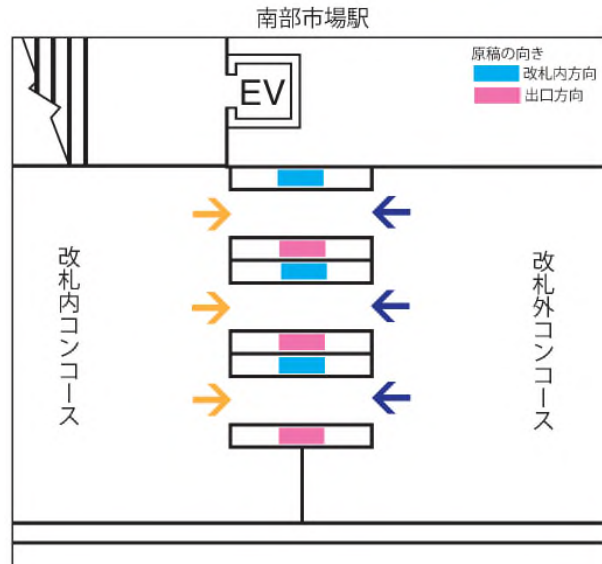 南部市場駅
原稿の向き
改札内方向
出口方向
EV
改札内コンコース
改札外コンコース